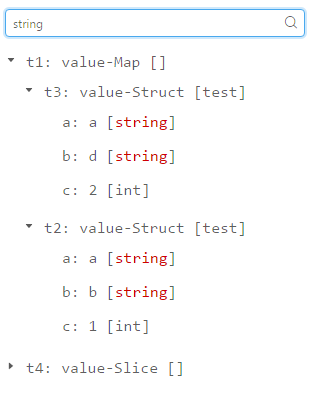 string
t1: value-Map []
t3: value-Struct [test]
a: a [string]
b: d [string]
c: 2 [int]
t2: value-Struct [test]
a: a [string]
b: b [string]
c: 1 [int]
t4: value-Slice []